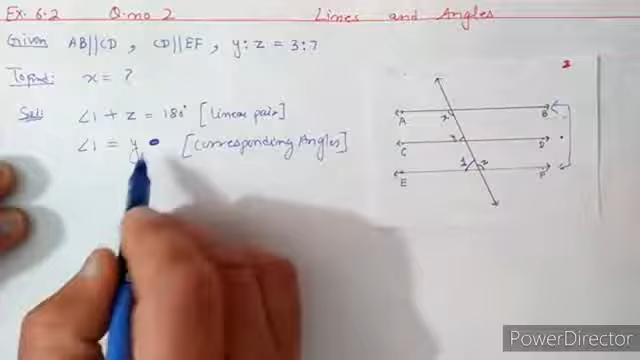 Ex. 6.2 Q.no 2 Lines and Angles
Given AB||CD , CD||EF , y:z = 3:7
To find x = ?
Sol: ∠1 + z = 180° [Linear pair]
∠1 = y [Corresponding Angles]
2
A B
x
C D
y
E F
1 z
PowerDirector